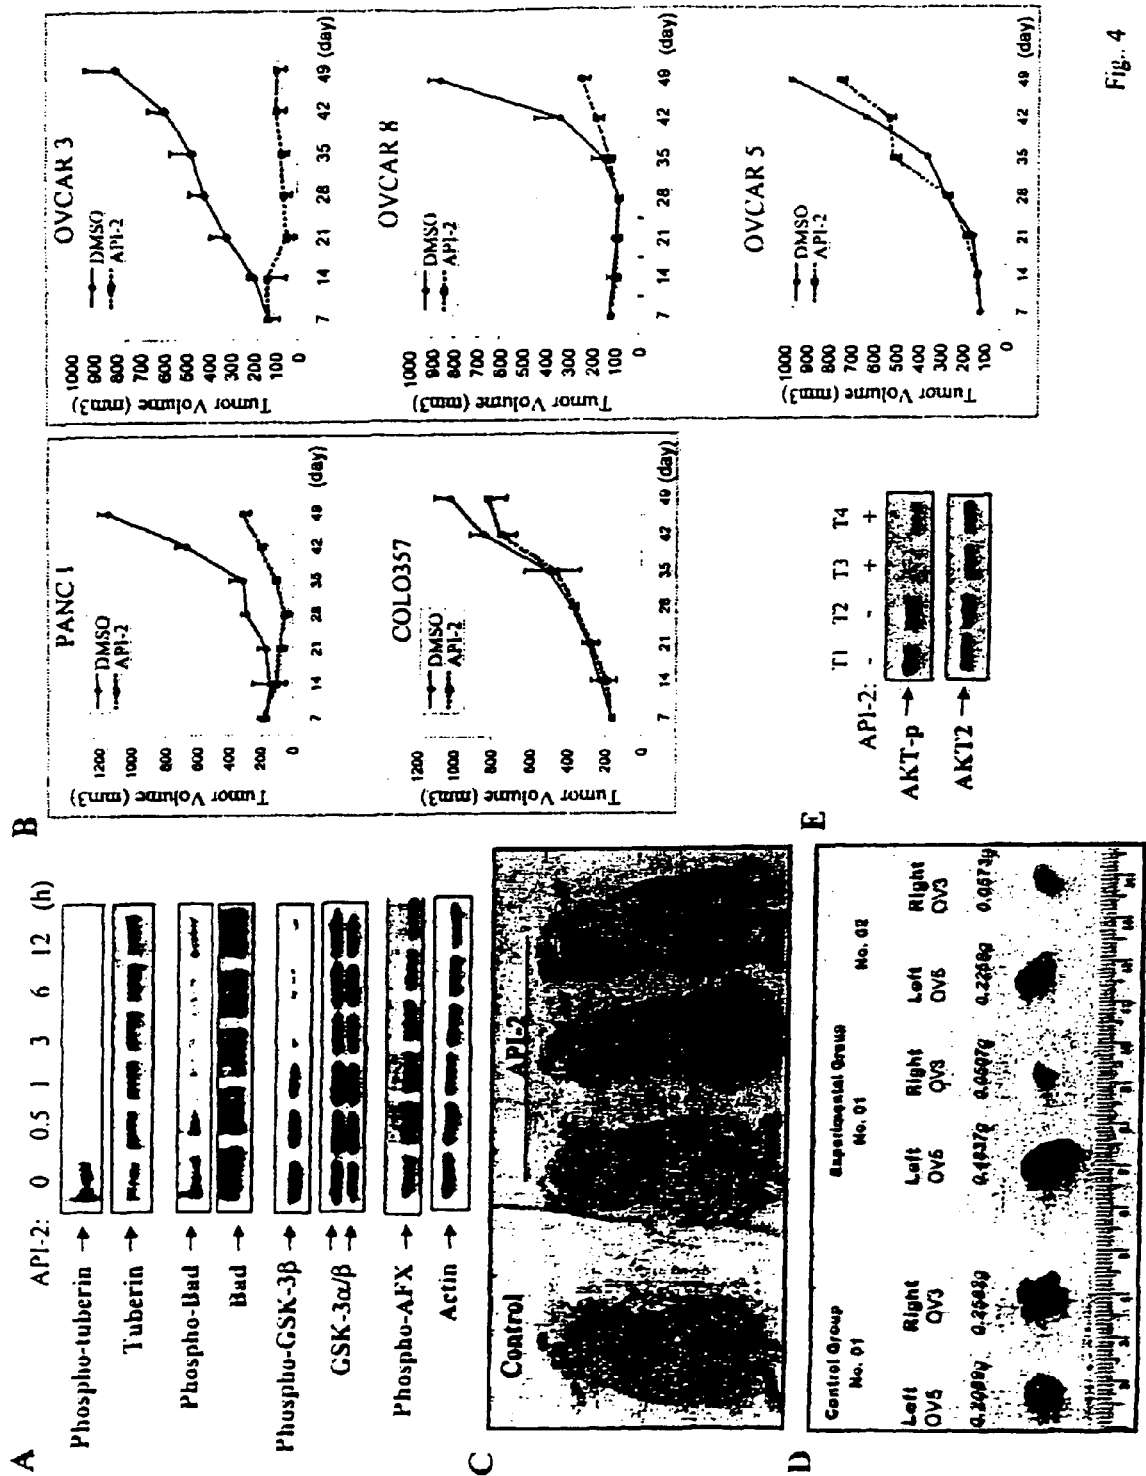 A
API-2: 0 0.5 1 3 6 12 (h)
Phospho-tuberin →
Tuberin →
Phospho-Bad →
Bad →
Phospho-GSK-3β →
GSK-3α/β →
Phospho-AFX →
Actin →
B
PANC 1
DMSO
API-2
Tumor Volume (mm3)
1200
1000
800
600
400
200
0
7 14 21 28 35 42 49 (day)
COLO357
DMSO
API-2
Tumor Volume (mm3)
1200
1000
800
600
400
200
0
7 14 21 28 35 42 49 (day)
OVCAR 3
DMSO
API-2
Tumor Volume (mm3)
1000
900
800
700
600
500
400
300
200
100
0
7 14 21 28 35 42 49 (day)
OVCAR 8
DMSO
API-2
Tumor Volume (mm3)
1000
900
800
700
600
500
400
300
200
100
0
7 14 21 28 35 42 49 (day)
OVCAR 5
DMSO
API-2
Tumor Volume (mm3)
1000
900
800
700
600
500
400
300
200
100
0
7 14 21 28 35 42 49 (day)
C
Control
API-2
D
Control Group
No. 01
Experimental Group
No. 01 No. 02
Left Right Left Right Left Right
OV5 OV3 OV5 OV3 OV5 OV3
E
T1 T2 T3 T4
API-2: - - + +
AKT-p →
AKT2 →
Fig. 4